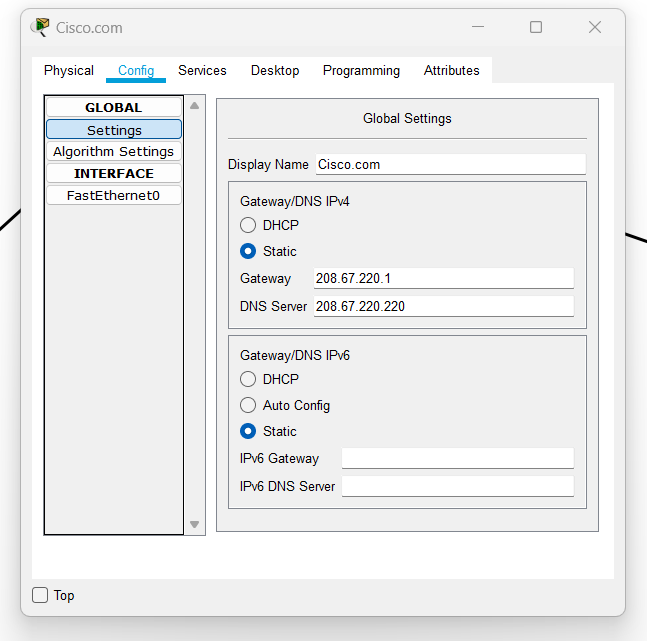 Cisco.com
Physical Config Services Desktop Programming Attributes
GLOBAL
Settings
Algorithm Settings
INTERFACE
FastEthernet0
Global Settings
Display Name Cisco.com
Gateway/DNS IPv4
DHCP
Static
Gateway 208.67.220.1
DNS Server 208.67.220.220
Gateway/DNS IPv6
DHCP
Auto Config
Static
IPv6 Gateway
IPv6 DNS Server
Top